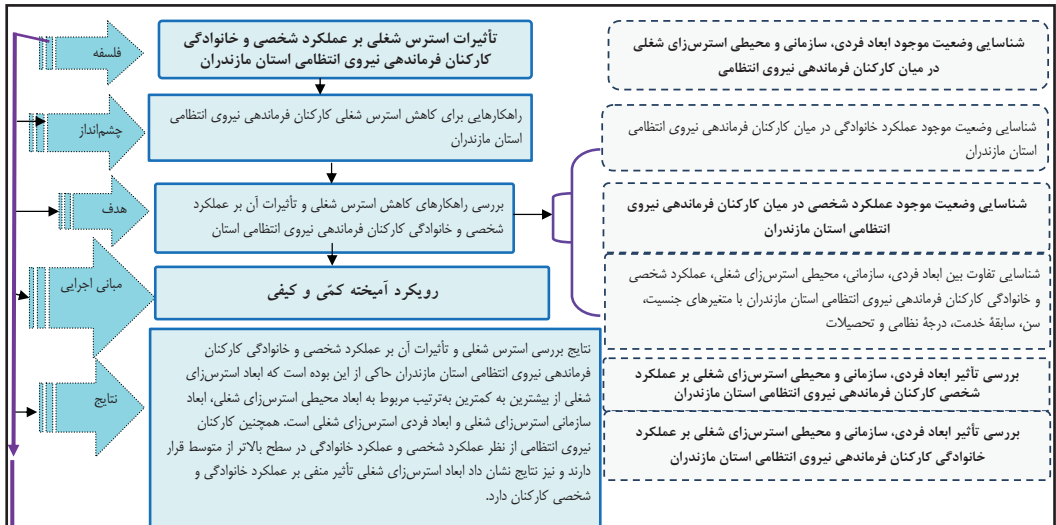 فلسفه
تأثیرات استرس شغلی بر عملکرد شخصی و خانوادگی
کارکنان فرماندهی نیروی انتظامی استان مازندران
چشم‌انداز
راهکارهایی برای کاهش استرس شغلی کارکنان فرماندهی نیروی انتظامی
استان مازندران
هدف
بررسی راهکارهای کاهش استرس شغلی و تأثیرات آن بر عملکرد
شخصی و خانوادگی کارکنان فرماندهی نیروی انتظامی استان
مبانی اجرایی
رویکرد آمیخته کمّی و کیفی
نتایج
نتایج بررسی استرس شغلی و تأثیرات آن بر عملکرد شخصی و خانوادگی کارکنان
فرماندهی نیروی انتظامی استان مازندران حاکی از این بوده است که ابعاد استرس‌زای
شغلی از بیشترین به کمترین به‌ترتیب مربوط به ابعاد محیطی استرس‌زای شغلی، ابعاد
سازمانی استرس‌زای شغلی و ابعاد فردی استرس‌زای شغلی است. همچنین کارکنان
نیروی انتظامی از نظر عملکرد شخصی و عملکرد خانوادگی در سطح بالاتر از متوسط قرار
دارند و نیز نتایج نشان داد ابعاد استرس‌زای شغلی تأثیر منفی بر عملکرد خانوادگی و
شخصی کارکنان دارد.
شناسایی وضعیت موجود ابعاد فردی، سازمانی و محیطی استرس‌زای شغلی
در میان کارکنان فرماندهی نیروی انتظامی
شناسایی وضعیت موجود عملکرد خانوادگی در میان کارکنان فرماندهی نیروی انتظامی
استان مازندران
شناسایی وضعیت موجود عملکرد شخصی در میان کارکنان فرماندهی نیروی
انتظامی استان مازندران
شناسایی تفاوت بین ابعاد فردی، سازمانی، محیطی استرس‌زای شغلی، عملکرد شخصی
و خانوادگی کارکنان فرماندهی نیروی انتظامی استان مازندران با متغیرهای جنسیت،
سن، سابقۀ خدمت، درجۀ نظامی و تحصیلات
بررسی تأثیر ابعاد فردی، سازمانی و محیطی استرس‌زای شغلی بر عملکرد
شخصی کارکنان فرماندهی نیروی انتظامی استان مازندران
بررسی تأثیر ابعاد فردی، سازمانی و محیطی استرس‌زای شغلی بر عملکرد
خانوادگی کارکنان فرماندهی نیروی انتظامی استان مازندران